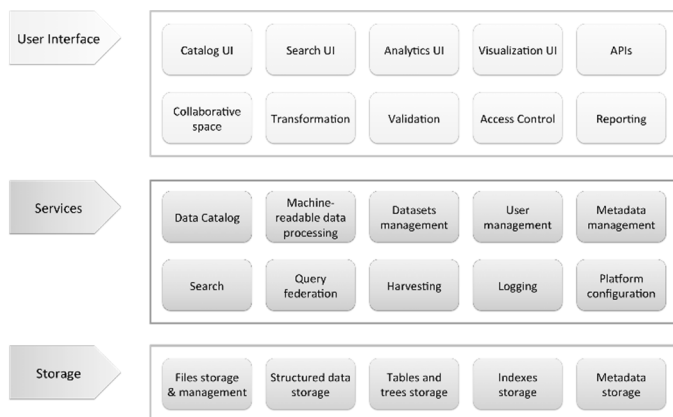 User Interface
Catalog UI
Search UI
Analytics UI
Visualization UI
APIs
Collaborative
space
Transformation
Validation
Access Control
Reporting
Services
Data Catalog
Machine-
readable data
processing
Datasets
management
User
management
Metadata
management
Search
Query
federation
Harvesting
Logging
Platform
configuration
Storage
Files storage
& management
Structured data
storage
Tables and
trees storage
Indexes
storage
Metadata
storage